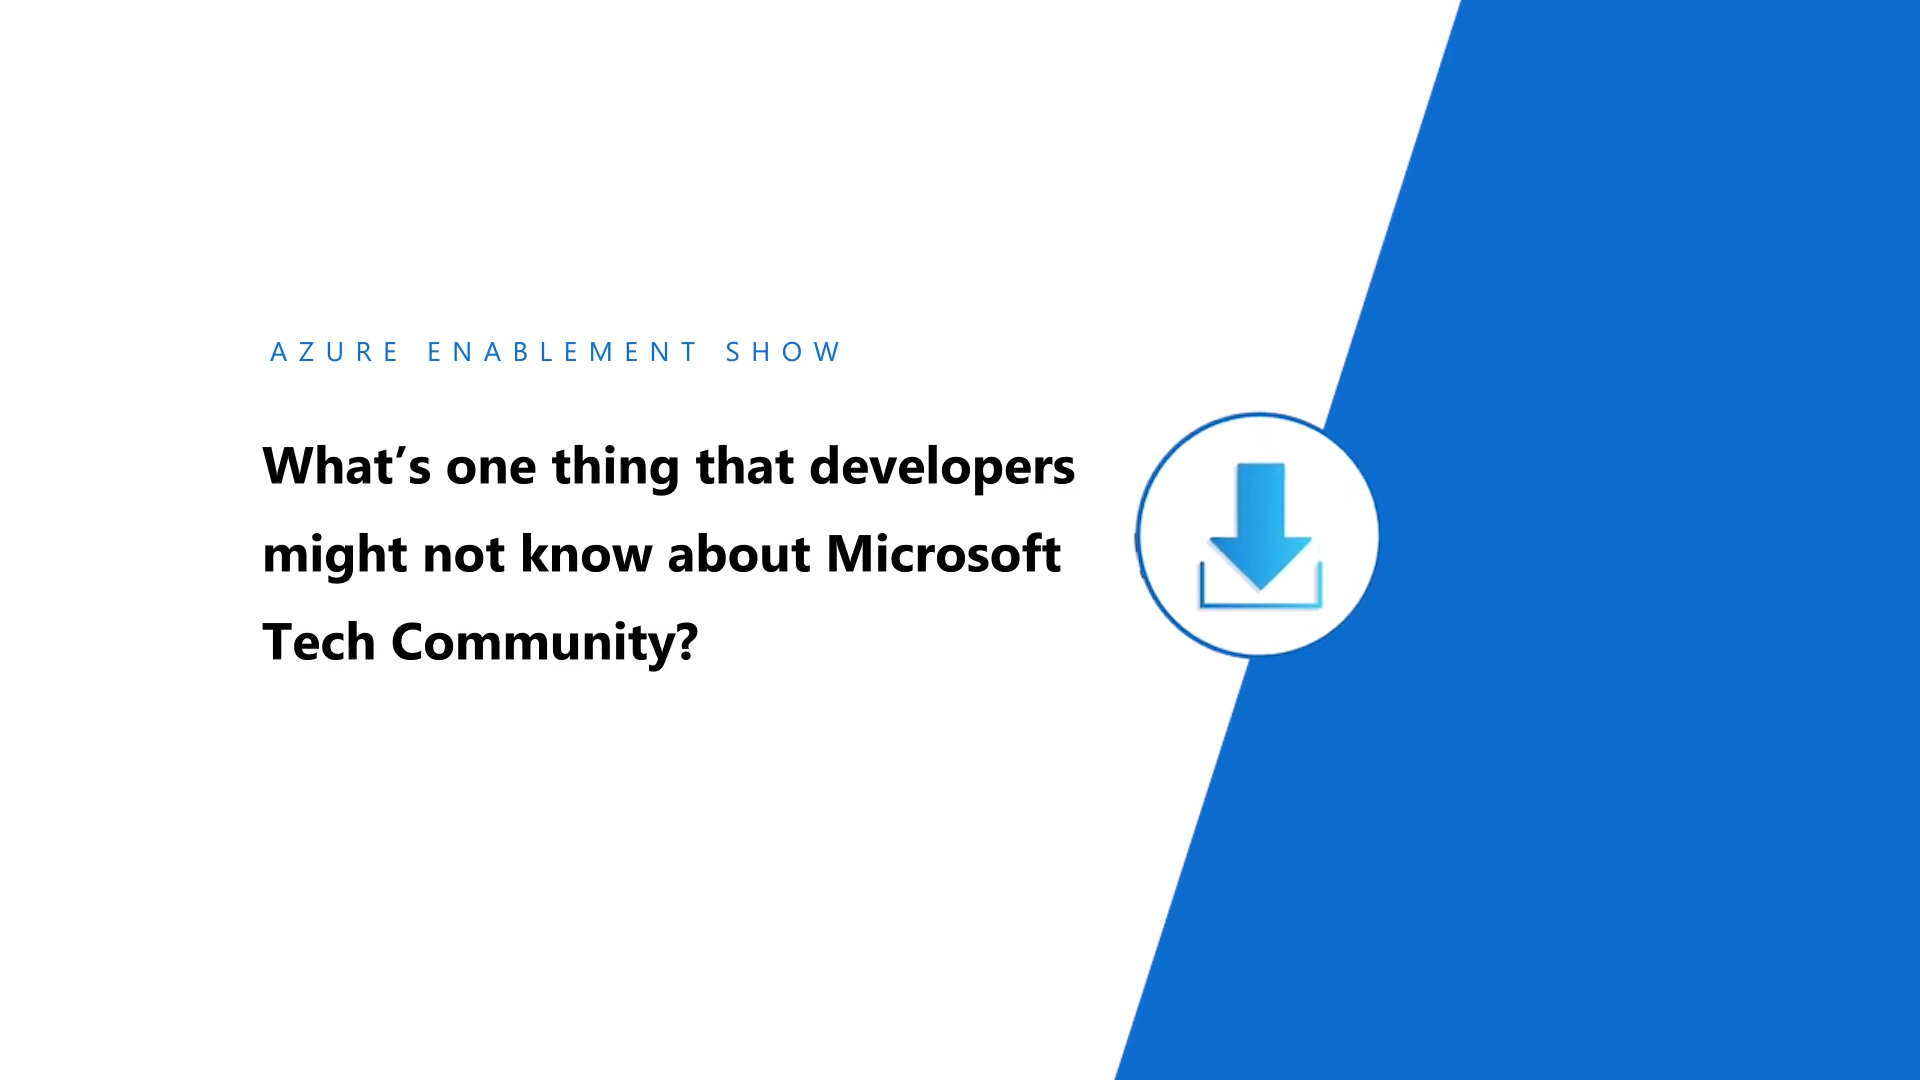 AZURE ENABLEMENT SHOW
What’s one thing that developers
might not know about Microsoft
Tech Community?